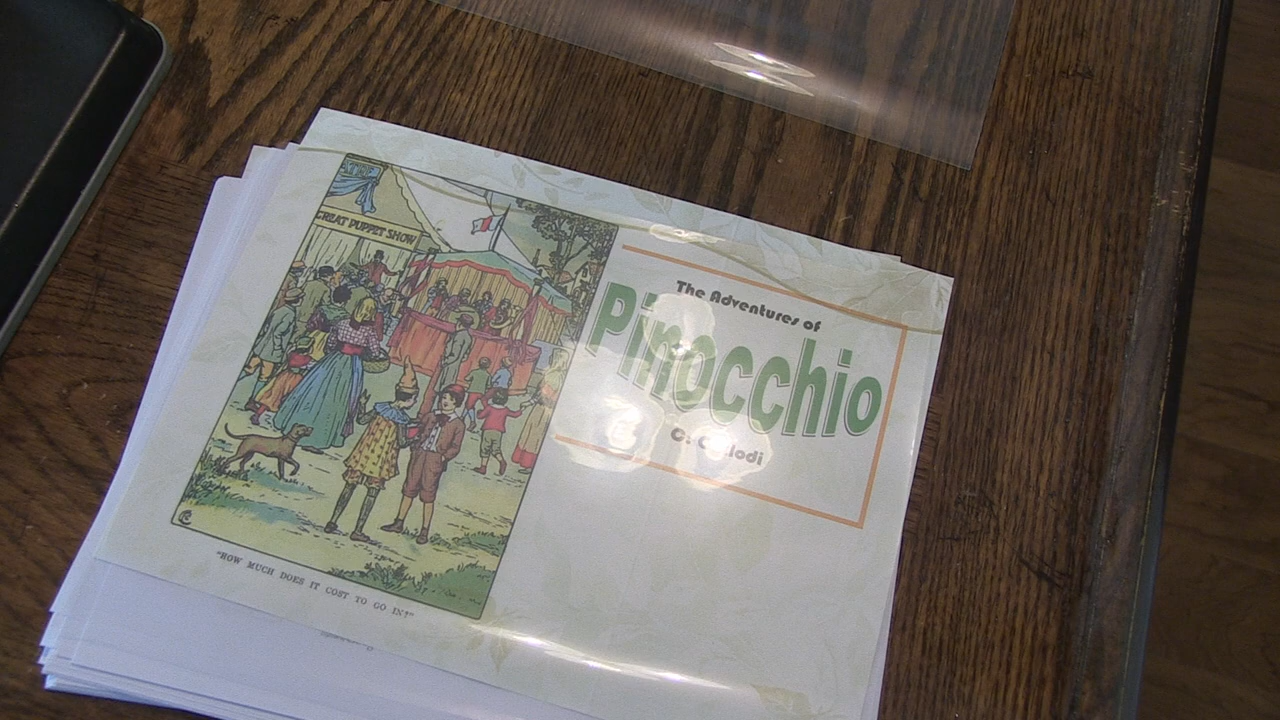 GREAT PUPPET SHOW
"HOW MUCH DOES IT COST TO GO IN?"
The Adventures of
Pinocchio